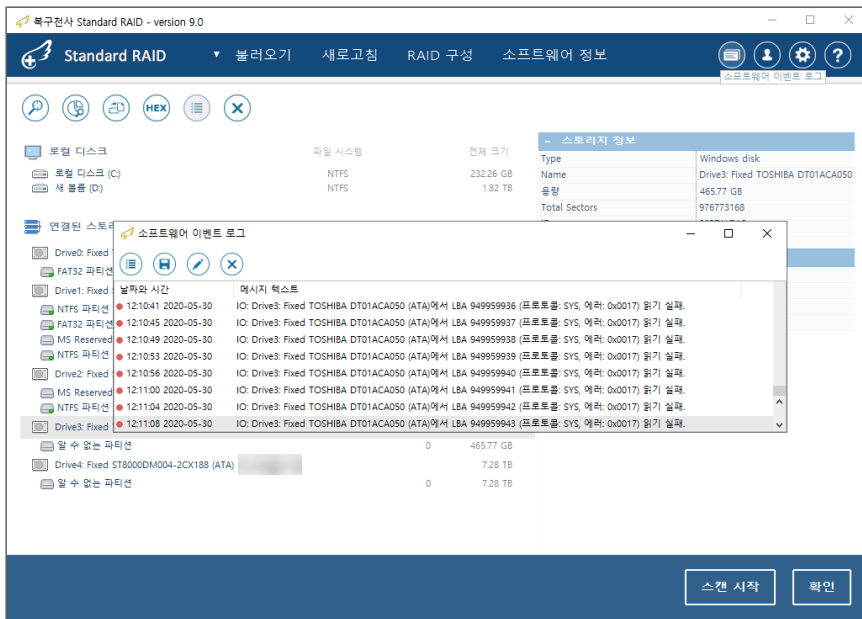 복구천사 Standard RAID - version 9.0
Standard RAID ▼ 불러오기 새로고침 RAID 구성 소프트웨어 정보
소프트웨어 이벤트 로그
HEX
로컬 디스크 파일 시스템 전체 크기
로컬 디스크 (C:) NTFS 232.26 GB
새 볼륨 (D:) NTFS 1.82 TB
연결된
Drive0: Fixed
FAT32 파티션
Drive1: Fixed
NTFS 파티션
FAT32 파티션
MS Reserved
NTFS 파티션
Drive2: Fixed
MS Reserved
NTFS 파티션
Drive3: Fixed
알 수 없는 파티션 0 465.77 GB
Drive4: Fixed ST8000DM004-2CX188 (ATA) 7.28 TB
알 수 없는 파티션 0 7.28 TB
– 스토리지 정보
Type Windows disk
Name Drive3: Fixed TOSHIBA DT01ACA050
용량 465.77 GB
Total Sectors 976773168
소프트웨어 이벤트 로그
날짜와 시간 메시지 텍스트
12:10:41 2020-05-30 IO: Drive3: Fixed TOSHIBA DT01ACA050 (ATA)에서 LBA 949959936 (프로토콜: SYS, 에러: 0x0017) 읽기 실패.
12:10:45 2020-05-30 IO: Drive3: Fixed TOSHIBA DT01ACA050 (ATA)에서 LBA 949959937 (프로토콜: SYS, 에러: 0x0017) 읽기 실패.
12:10:49 2020-05-30 IO: Drive3: Fixed TOSHIBA DT01ACA050 (ATA)에서 LBA 949959938 (프로토콜: SYS, 에러: 0x0017) 읽기 실패.
12:10:53 2020-05-30 IO: Drive3: Fixed TOSHIBA DT01ACA050 (ATA)에서 LBA 949959939 (프로토콜: SYS, 에러: 0x0017) 읽기 실패.
12:10:56 2020-05-30 IO: Drive3: Fixed TOSHIBA DT01ACA050 (ATA)에서 LBA 949959940 (프로토콜: SYS, 에러: 0x0017) 읽기 실패.
12:11:00 2020-05-30 IO: Drive3: Fixed TOSHIBA DT01ACA050 (ATA)에서 LBA 949959941 (프로토콜: SYS, 에러: 0x0017) 읽기 실패.
12:11:04 2020-05-30 IO: Drive3: Fixed TOSHIBA DT01ACA050 (ATA)에서 LBA 949959942 (프로토콜: SYS, 에러: 0x0017) 읽기 실패.
12:11:08 2020-05-30 IO: Drive3: Fixed TOSHIBA DT01ACA050 (ATA)에서 LBA 949959943 (프로토콜: SYS, 에러: 0x0017) 읽기 실패.
스캔 시작 확인